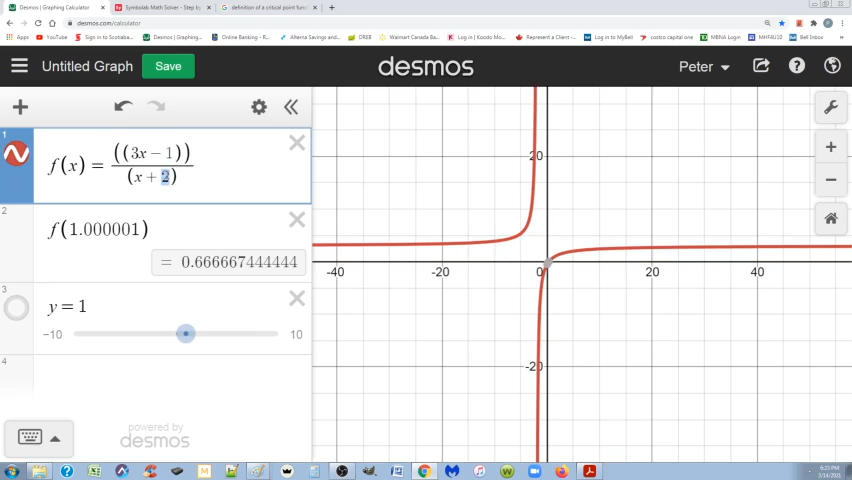 Desmos | Graphing Calculator
Symbolab Math Solver - Step by
definition of a critical point func
desmos.com/calculator
Apps
YouTube
Sign in to Scotiaba...
Desmos | Graphing...
Online Banking - Ro...
Alterna Savings and...
OREB
Walmart Canada Ba...
Log in | Koodo Mo...
Represent a Client -...
Log in to MyBell
costco capital one
TD MBNA Login
MHF4U10
Bell Inbox
Untitled Graph
Save
desmos
Peter
1
f(x) = ((3x − 1)) / (x + 2)
2
f(1.000001)
= 0.666667444444
3
y = 1
−10
10
4
powered by
desmos
20
-40
-20
0
20
40
-20
6:23 PM
3/14/2021